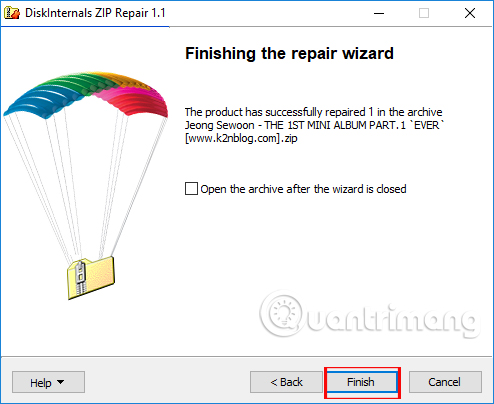 DiskInternals ZIP Repair 1.1
Finishing the repair wizard
The product has successfully repaired 1 in the archive
Jeong Sewoon - THE 1ST MINI ALBUM PART.1 `EVER`
[www.k2nblog.com].zip
Open the archive after the wizard is closed
Quantrimang
Help
< Back
Finish
Cancel